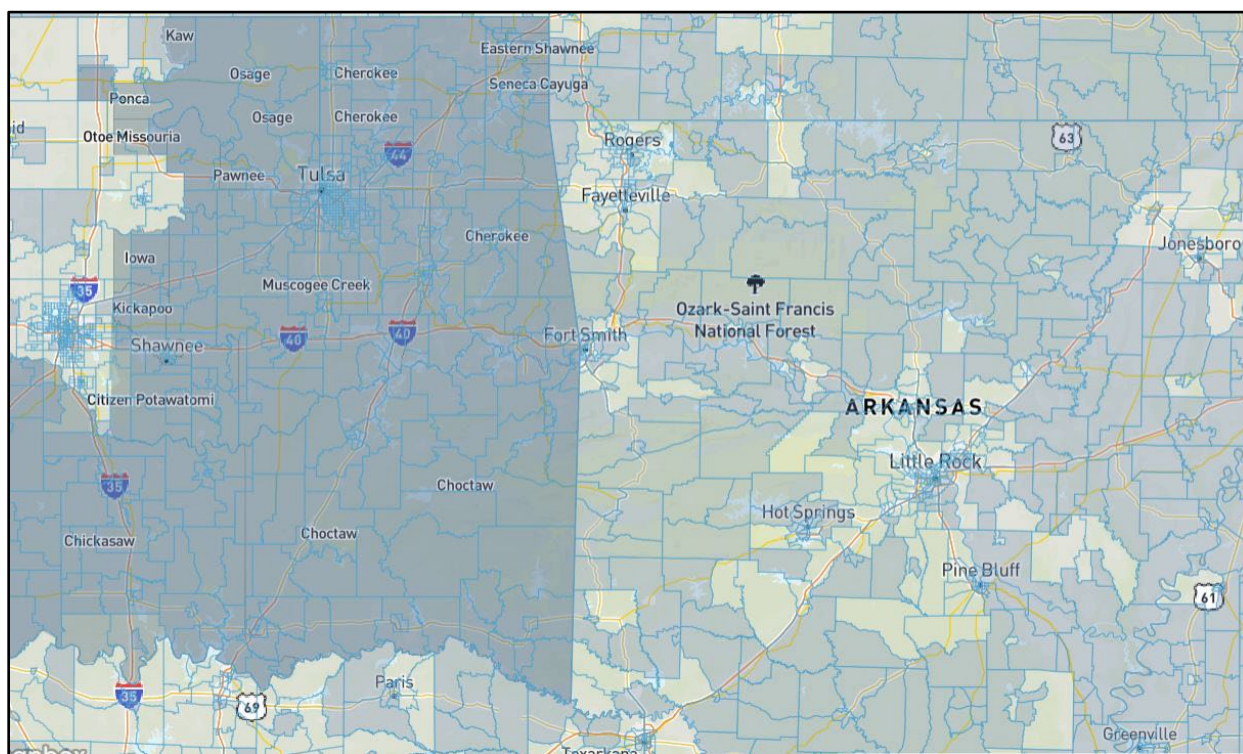 Kaw
Eastern Shawnee
Osage
Cherokee
Seneca Cayuga
Ponca
Osage
Cherokee
id
Otoe Missouria
Rogers
63
44
Pawnee
Tulsa
Fayetteville
Cherokee
Jonesboro
Iowa
35
Muscogee Creek
Kickapoo
Ozark-Saint Francis
National Forest
40
40
Fort Smith
Shawnee
Citizen Potawatomi
ARKANSAS
Little Rock
35
Choctaw
Hot Springs
Chickasaw
Choctaw
Pine Bluff
61
Paris
35
69
Greenville